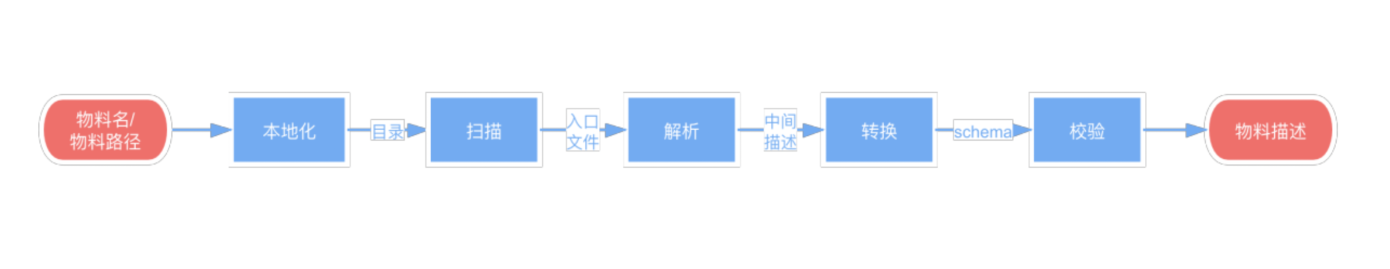 物料名/
物料路径
本地化
目录
扫描
入口
文件
解析
中间
描述
转换
schema
校验
物料描述